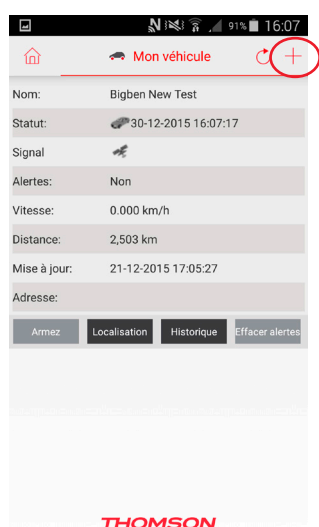 91% 16:07
Mon véhicule
Nom: Bigben New Test
Statut: 30-12-2015 16:07:17
Signal
Alertes: Non
Vitesse: 0.000 km/h
Distance: 2,503 km
Mise à jour: 21-12-2015 17:05:27
Adresse:
Armez Localisation Historique Effacer alertes
THOMSON